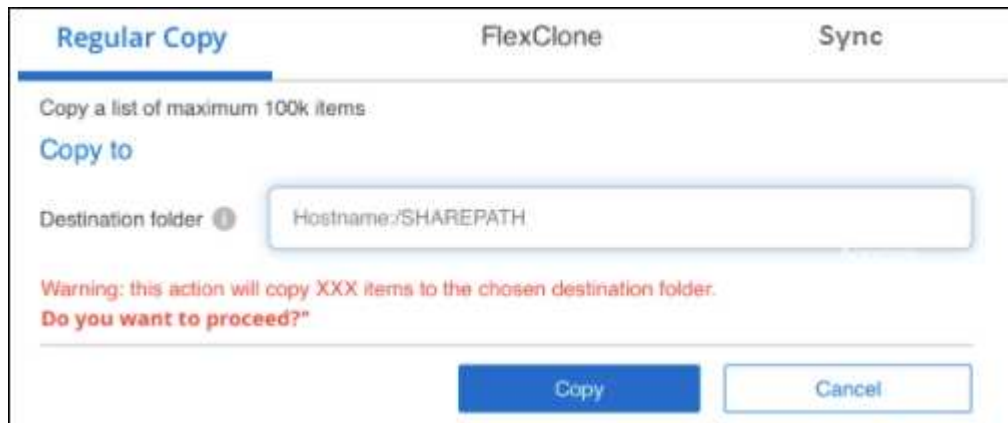 Regular Copy FlexClone Sync
Copy a list of maximum 100k items
Copy to
Destination folder i Hostname:/SHAREPATH
Warning: this action will copy XXX items to the chosen destination folder.
Do you want to proceed?"
Copy Cancel